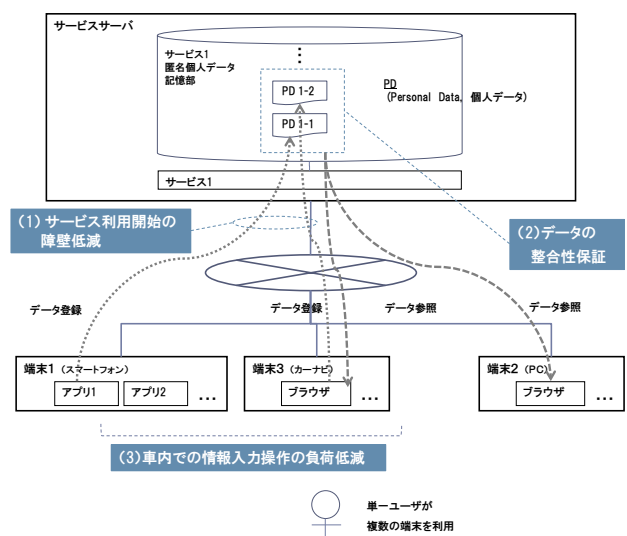 サービスサーバ
サービス1
匿名個人データ
記憶部
⋮
PD 1-2
PD 1-1
PD
(Personal Data, 個人データ)
サービス1
(1) サービス利用開始の
障壁低減
(2)データの
整合性保証
データ登録
データ登録
データ参照
データ参照
端末1 (スマートフォン)
アプリ1
アプリ2
...
端末3 (カーナビ)
ブラウザ
...
端末2 (PC)
ブラウザ
...
(3)車内での情報入力操作の負荷低減
単一ユーザが
複数の端末を利用